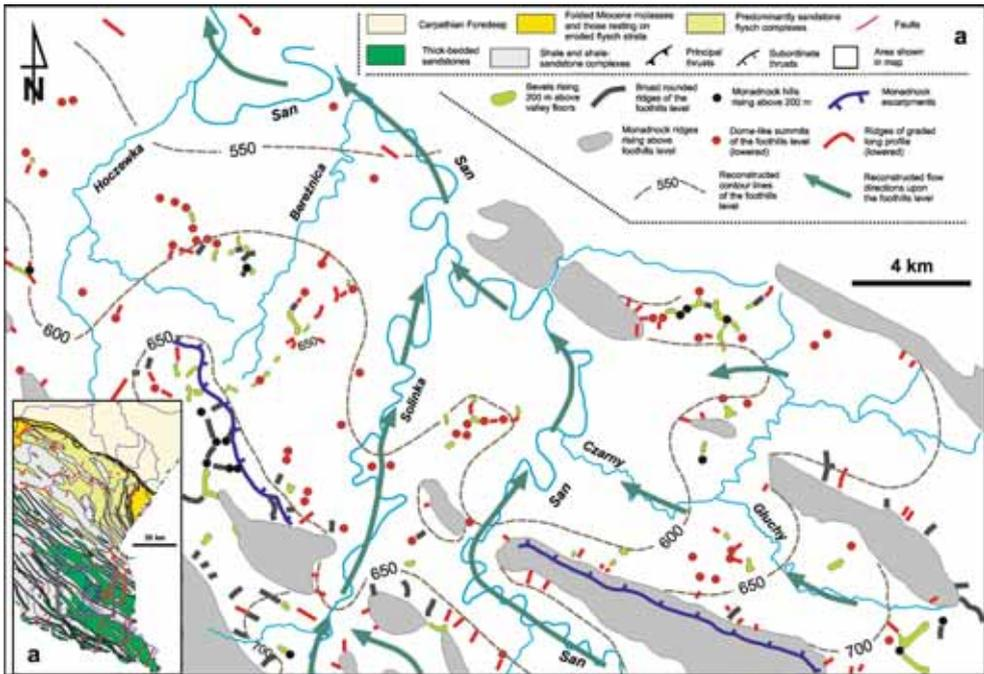 Carpathian Foredeep
Folded Miocene molasses
and those resting on
eroded flysch strata
Predominantly sandstone
flysch complexes
Faults
a
Thick-bedded
sandstones
Shale and shale-
sandstone complexes
Principal
thrusts
Subordinate
thrusts
Area shown
in map
Bevels rising
200 m above
valley floors
Broad rounded
ridges of the
foothills level
Monadnock hills
rising above 200 m
Monadnock
escarpments
Monadnock ridges
rising above
foothills level
Dome-like summits
of the foothills level
(lowered)
Ridges of graded
long profile
(lowered)
550
Reconstructed
contour lines
of the foothills
level
Reconstructed flow
directions upon
the foothills level
N
San
Hoczewka
550
Bereźnica
San
4 km
600
650
650
Solinka
Czarny
San
600
Głuchy
650
650
700
San
700
a